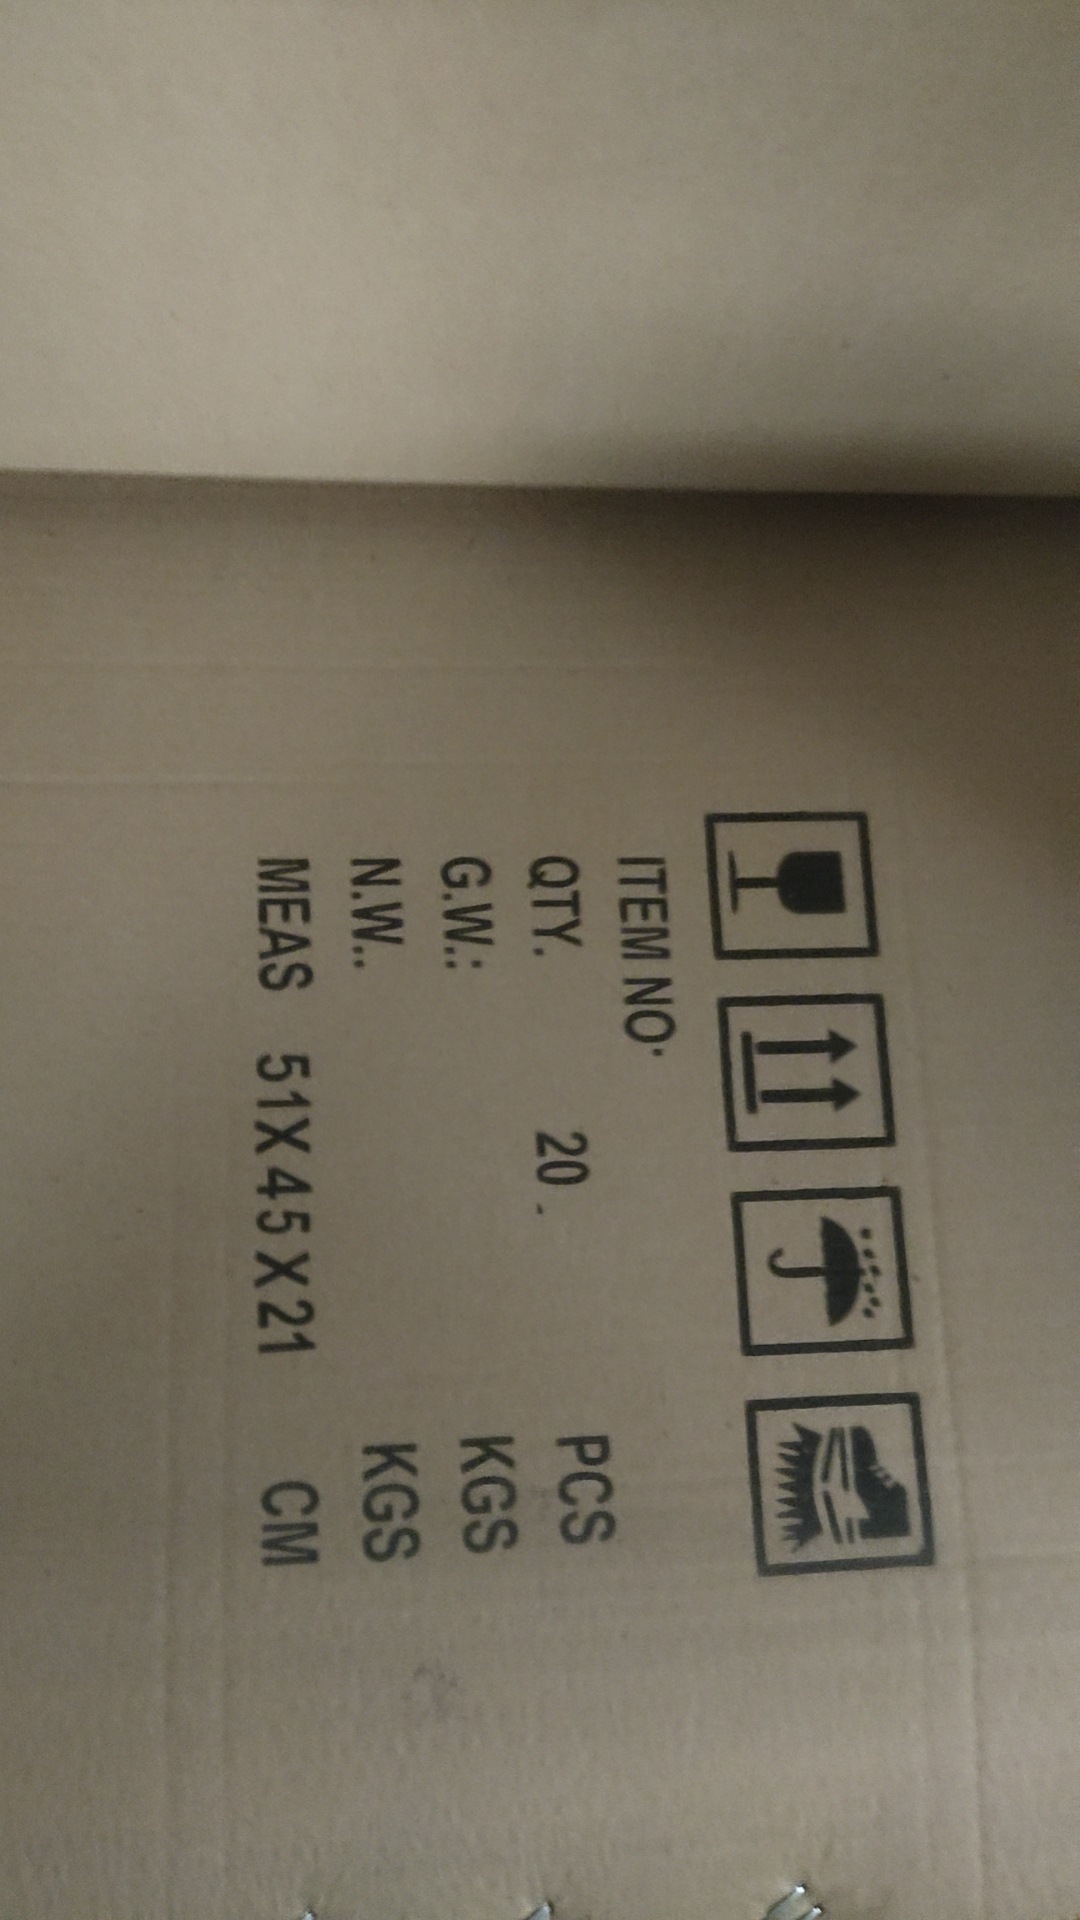 ITEM NO.
QTY. 20. PCS
G.W.: KGS
N.W.: KGS
MEAS 51X45X21 CM